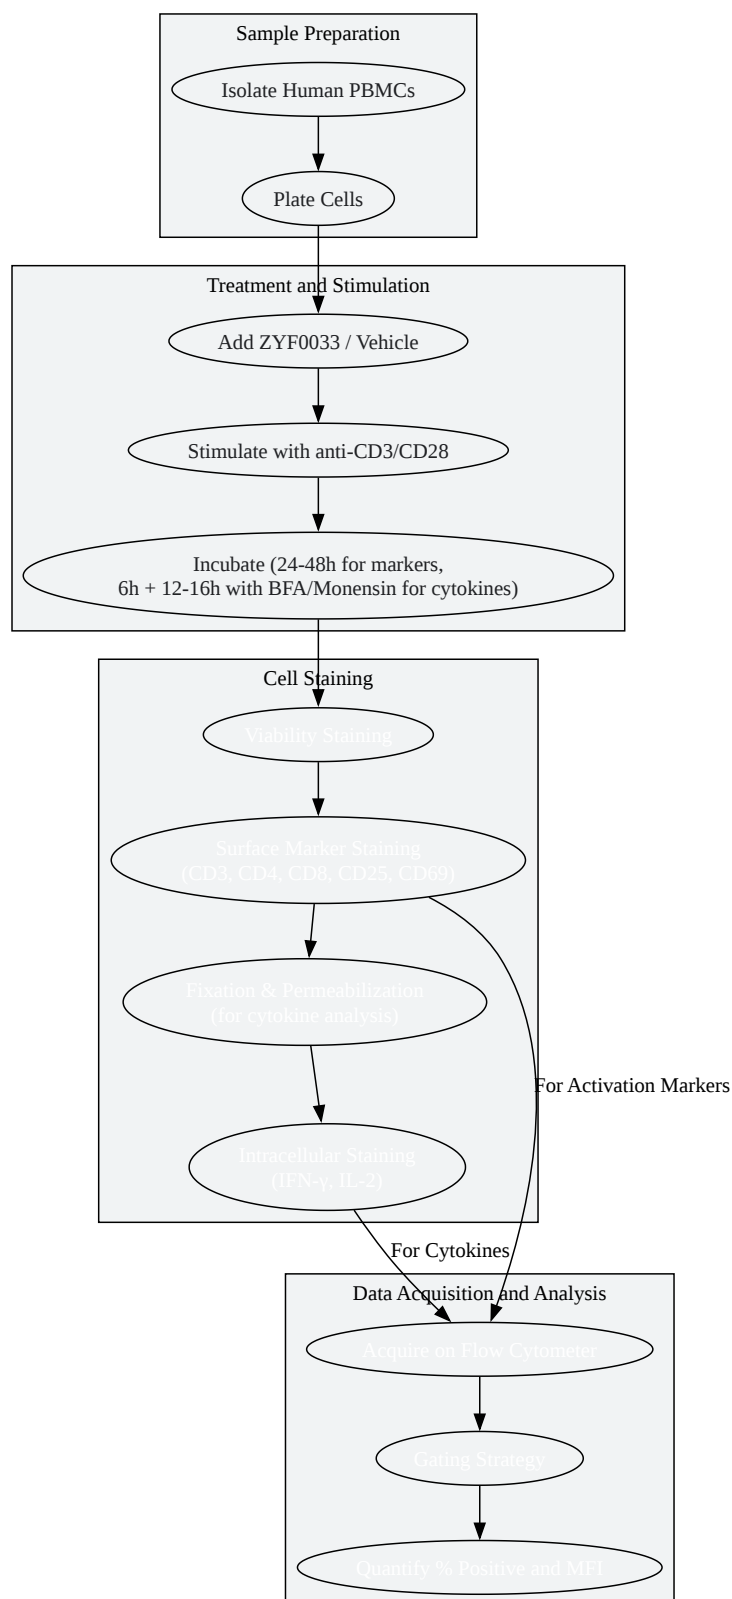 Sample Preparation
Isolate Human PBMCs
Plate Cells
Treatment and Stimulation
Add ZYF0033 / Vehicle
Stimulate with anti-CD3/CD28
Incubate (24-48h for markers,
6h + 12-16h with BFA/Monensin for cytokines)
Cell Staining
Viability Staining
Surface Marker Staining
(CD3, CD4, CD8, CD25, CD69)
Fixation & Permeabilization
(for cytokine analysis)
For Activation Markers
Intracellular Staining
(IFN-γ, IL-2)
For Cytokines
Data Acquisition and Analysis
Acquire on Flow Cytometer
Gating Strategy
Quantify % Positive and MFI